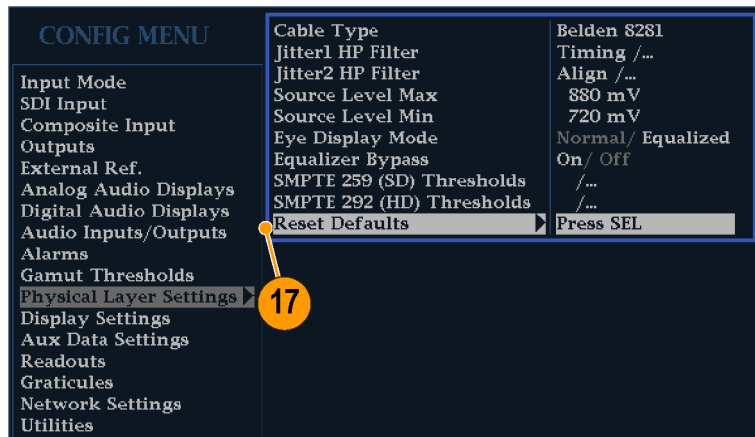 CONFIG MENU
Input Mode
SDI Input
Composite Input
Outputs
External Ref.
Analog Audio Displays
Digital Audio Displays
Audio Inputs/Outputs
Alarms
Gamut Thresholds
Physical Layer Settings
Display Settings
Aux Data Settings
Readouts
Graticules
Network Settings
Utilities
Cable Type Belden 8281
Jitter1 HP Filter Timing /...
Jitter2 HP Filter Align /...
Source Level Max 880 mV
Source Level Min 720 mV
Eye Display Mode Normal/ Equalized
Equalizer Bypass On/ Off
SMPTE 259 (SD) Thresholds /...
SMPTE 292 (HD) Thresholds /...
Reset Defaults Press SEL
17